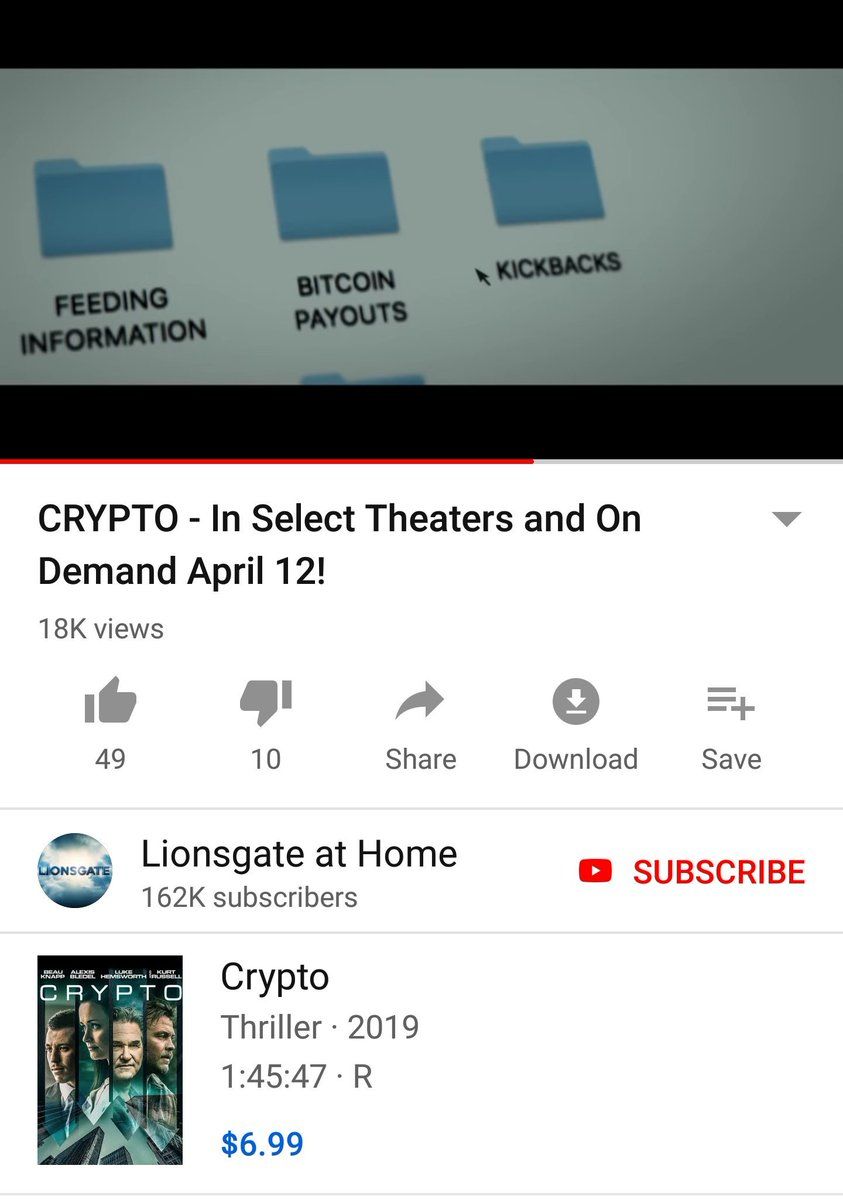 FEEDING
INFORMATION
BITCOIN
PAYOUTS
KICKBACKS
CRYPTO - In Select Theaters and On
Demand April 12!
18K views
49
10
Share
Download
Save
LIONSGATE
Lionsgate at Home
162K subscribers
SUBSCRIBE
BEAU KNAPP ALEXIS BLEDEL LUKE HEMSWORTH KURT RUSSELL
CRYPTO
Crypto
Thriller · 2019
1:45:47 · R
$6.99